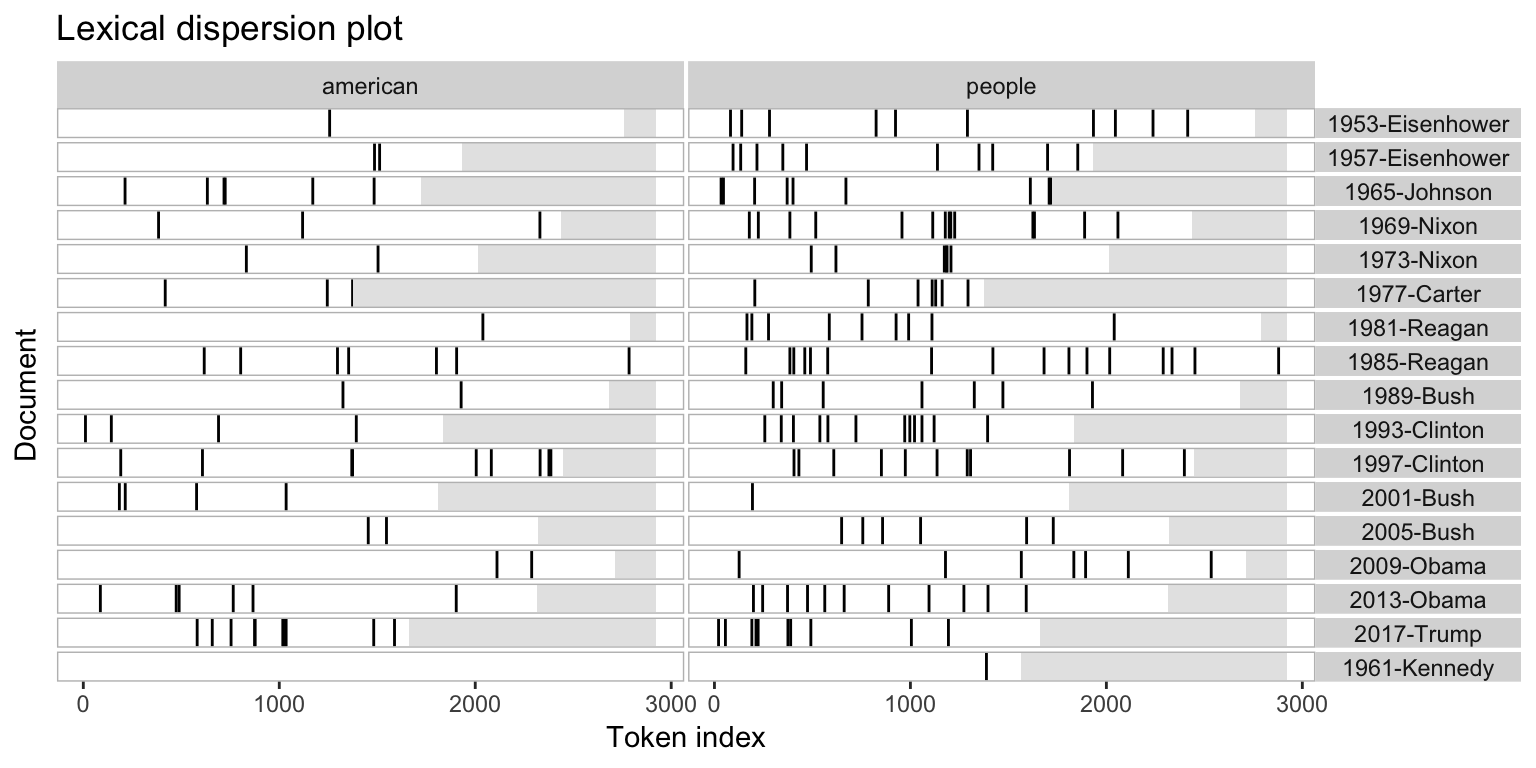 Lexical dispersion plot
american people
1953-Eisenhower
1957-Eisenhower
1965-Johnson
1969-Nixon
1973-Nixon
1977-Carter
1981-Reagan
1985-Reagan
1989-Bush
1993-Clinton
1997-Clinton
2001-Bush
2005-Bush
2009-Obama
2013-Obama
2017-Trump
1961-Kennedy
Document
0 1000 2000 3000 0 1000 2000 3000
Token index